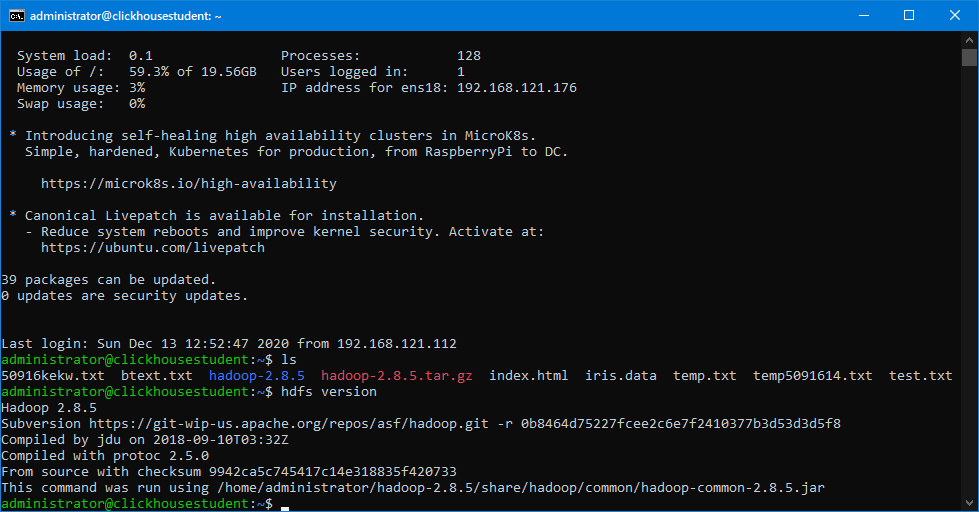 administrator@clickhousestudent: ~
System load:  0.1                Processes:             128
Usage of /:   59.3% of 19.56GB   Users logged in:       1
Memory usage: 3%                 IP address for ens18: 192.168.121.176
Swap usage:   0%
* Introducing self-healing high availability clusters in MicroK8s.
Simple, hardened, Kubernetes for production, from RaspberryPi to DC.
https://microk8s.io/high-availability
* Canonical Livepatch is available for installation.
- Reduce system reboots and improve kernel security. Activate at:
https://ubuntu.com/livepatch
39 packages can be updated.
0 updates are security updates.
Last login: Sun Dec 13 12:52:47 2020 from 192.168.121.112
administrator@clickhousestudent:~$ ls
50916kekw.txt  btext.txt  hadoop-2.8.5  hadoop-2.8.5.tar.gz  index.html  iris.data  temp.txt  temp5091614.txt  test.txt
administrator@clickhousestudent:~$ hdfs version
Hadoop 2.8.5
Subversion https://git-wip-us.apache.org/repos/asf/hadoop.git -r 0b8464d75227fcee2c6e7f2410377b3d53d3d5f8
Compiled by jdu on 2018-09-10T03:32Z
Compiled with protoc 2.5.0
From source with checksum 9942ca5c745417c14e318835f420733
This command was run using /home/administrator/hadoop-2.8.5/share/hadoop/common/hadoop-common-2.8.5.jar
administrator@clickhousestudent:~$